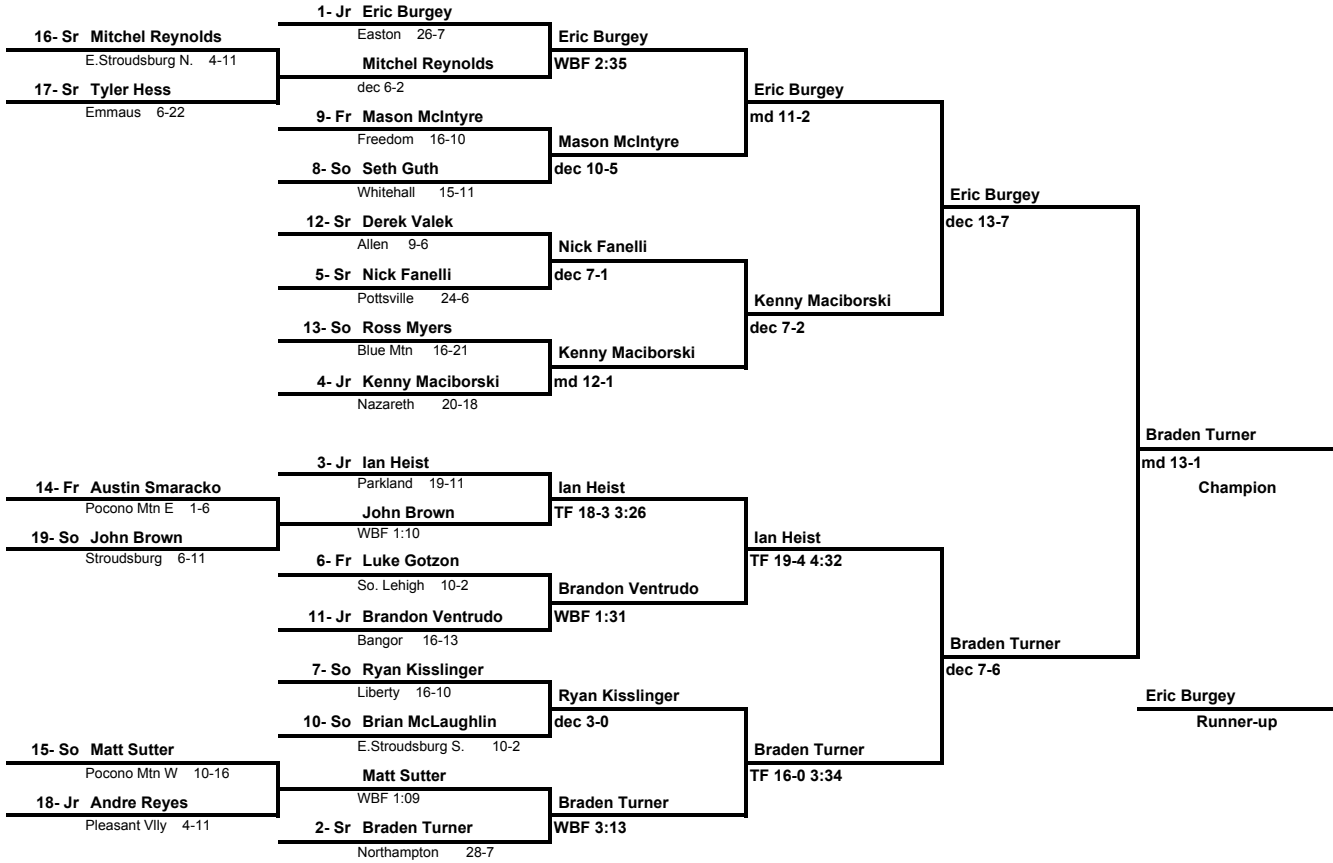 1- Jr Eric Burgey
Easton 26-7
16- Sr Mitchel Reynolds
E.Stroudsburg N. 4-11
Eric Burgey
WBF 2:35
Mitchel Reynolds
dec 6-2
17- Sr Tyler Hess
Emmaus 6-22
Eric Burgey
md 11-2
9- Fr Mason McIntyre
Freedom 16-10
Mason McIntyre
dec 10-5
8- So Seth Guth
Whitehall 15-11
Eric Burgey
dec 13-7
12- Sr Derek Valek
Allen 9-6
Nick Fanelli
dec 7-1
5- Sr Nick Fanelli
Pottsville 24-6
Kenny Maciborski
dec 7-2
13- So Ross Myers
Blue Mtn 16-21
Kenny Maciborski
md 12-1
4- Jr Kenny Maciborski
Nazareth 20-18
Braden Turner
md 13-1
Champion
3- Jr Ian Heist
Parkland 19-11
14- Fr Austin Smaracko
Pocono Mtn E 1-6
Ian Heist
TF 18-3 3:26
John Brown
WBF 1:10
19- So John Brown
Stroudsburg 6-11
Ian Heist
TF 19-4 4:32
6- Fr Luke Gotzon
So. Lehigh 10-2
Brandon Ventrudo
WBF 1:31
11- Jr Brandon Ventrudo
Bangor 16-13
Braden Turner
dec 7-6
7- So Ryan Kisslinger
Liberty 16-10
Ryan Kisslinger
dec 3-0
Eric Burgey
Runner-up
10- So Brian McLaughlin
E.Stroudsburg S. 10-2
15- So Matt Sutter
Pocono Mtn W 10-16
Braden Turner
TF 16-0 3:34
Matt Sutter
WBF 1:09
18- Jr Andre Reyes
Pleasant Vlly 4-11
Braden Turner
WBF 3:13
2- Sr Braden Turner
Northampton 28-7